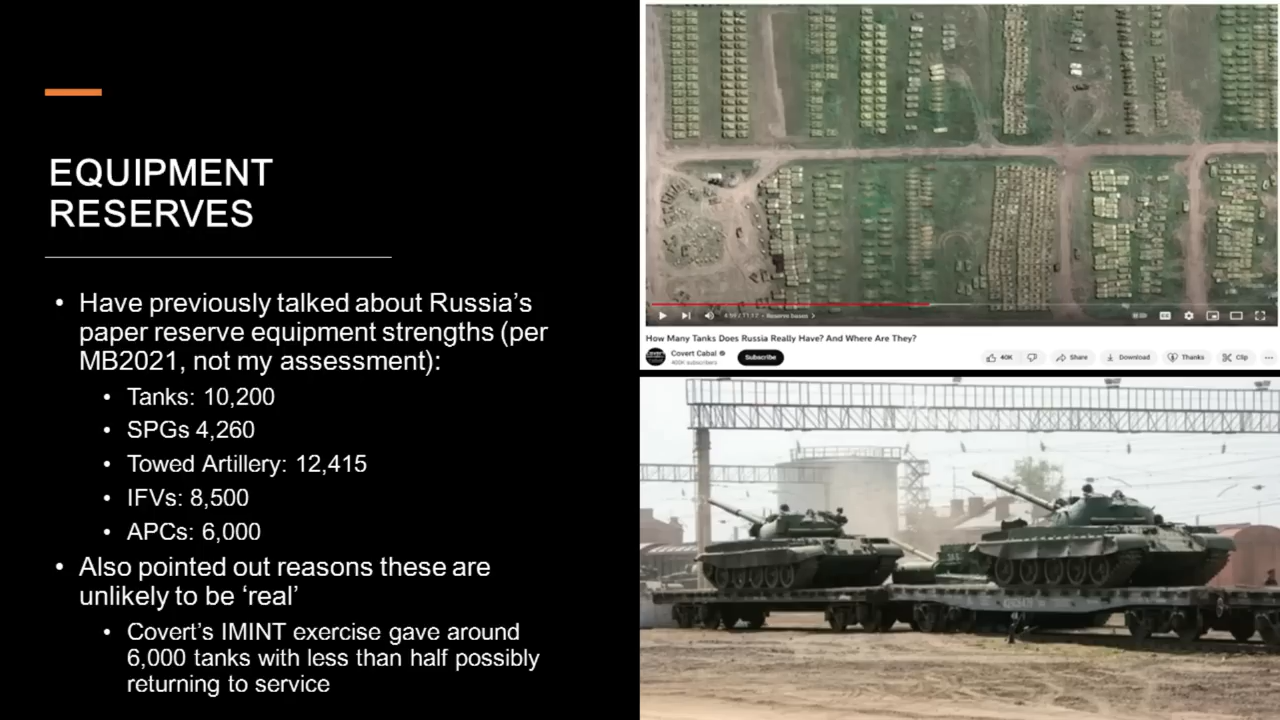 EQUIPMENT
RESERVES
• Have previously talked about Russia's
paper reserve equipment strengths (per
MB2021, not my assessment):
• Tanks: 10,200
• SPGs 4,260
• Towed Artillery: 12,415
• IFVs: 8,500
• APCs: 6,000
• Also pointed out reasons these are
unlikely to be ‘real’
• Covert's IMINT exercise gave around
6,000 tanks with less than half possibly
returning to service
How Many Tanks Does Russia Really Have? And Where Are They?
Covert Cabal
400K subscribers
Subscribe
40K
Share
Download
Thanks
Clip